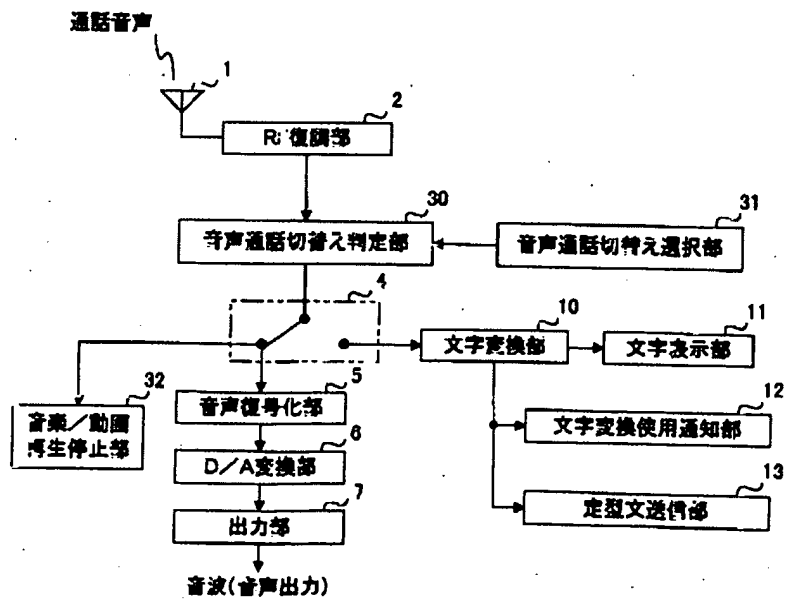 通話音声
1
2
RF復調部
30
音声通話切替え判定部
31
音声通話切替え選択部
4
10
文字変換部
11
文字表示部
32
音楽/動画
再生停止部
5
音声復号化部
6
D/A変換部
7
出力部
音波(音声出力)
12
文字変換使用通知部
13
定型文送信部